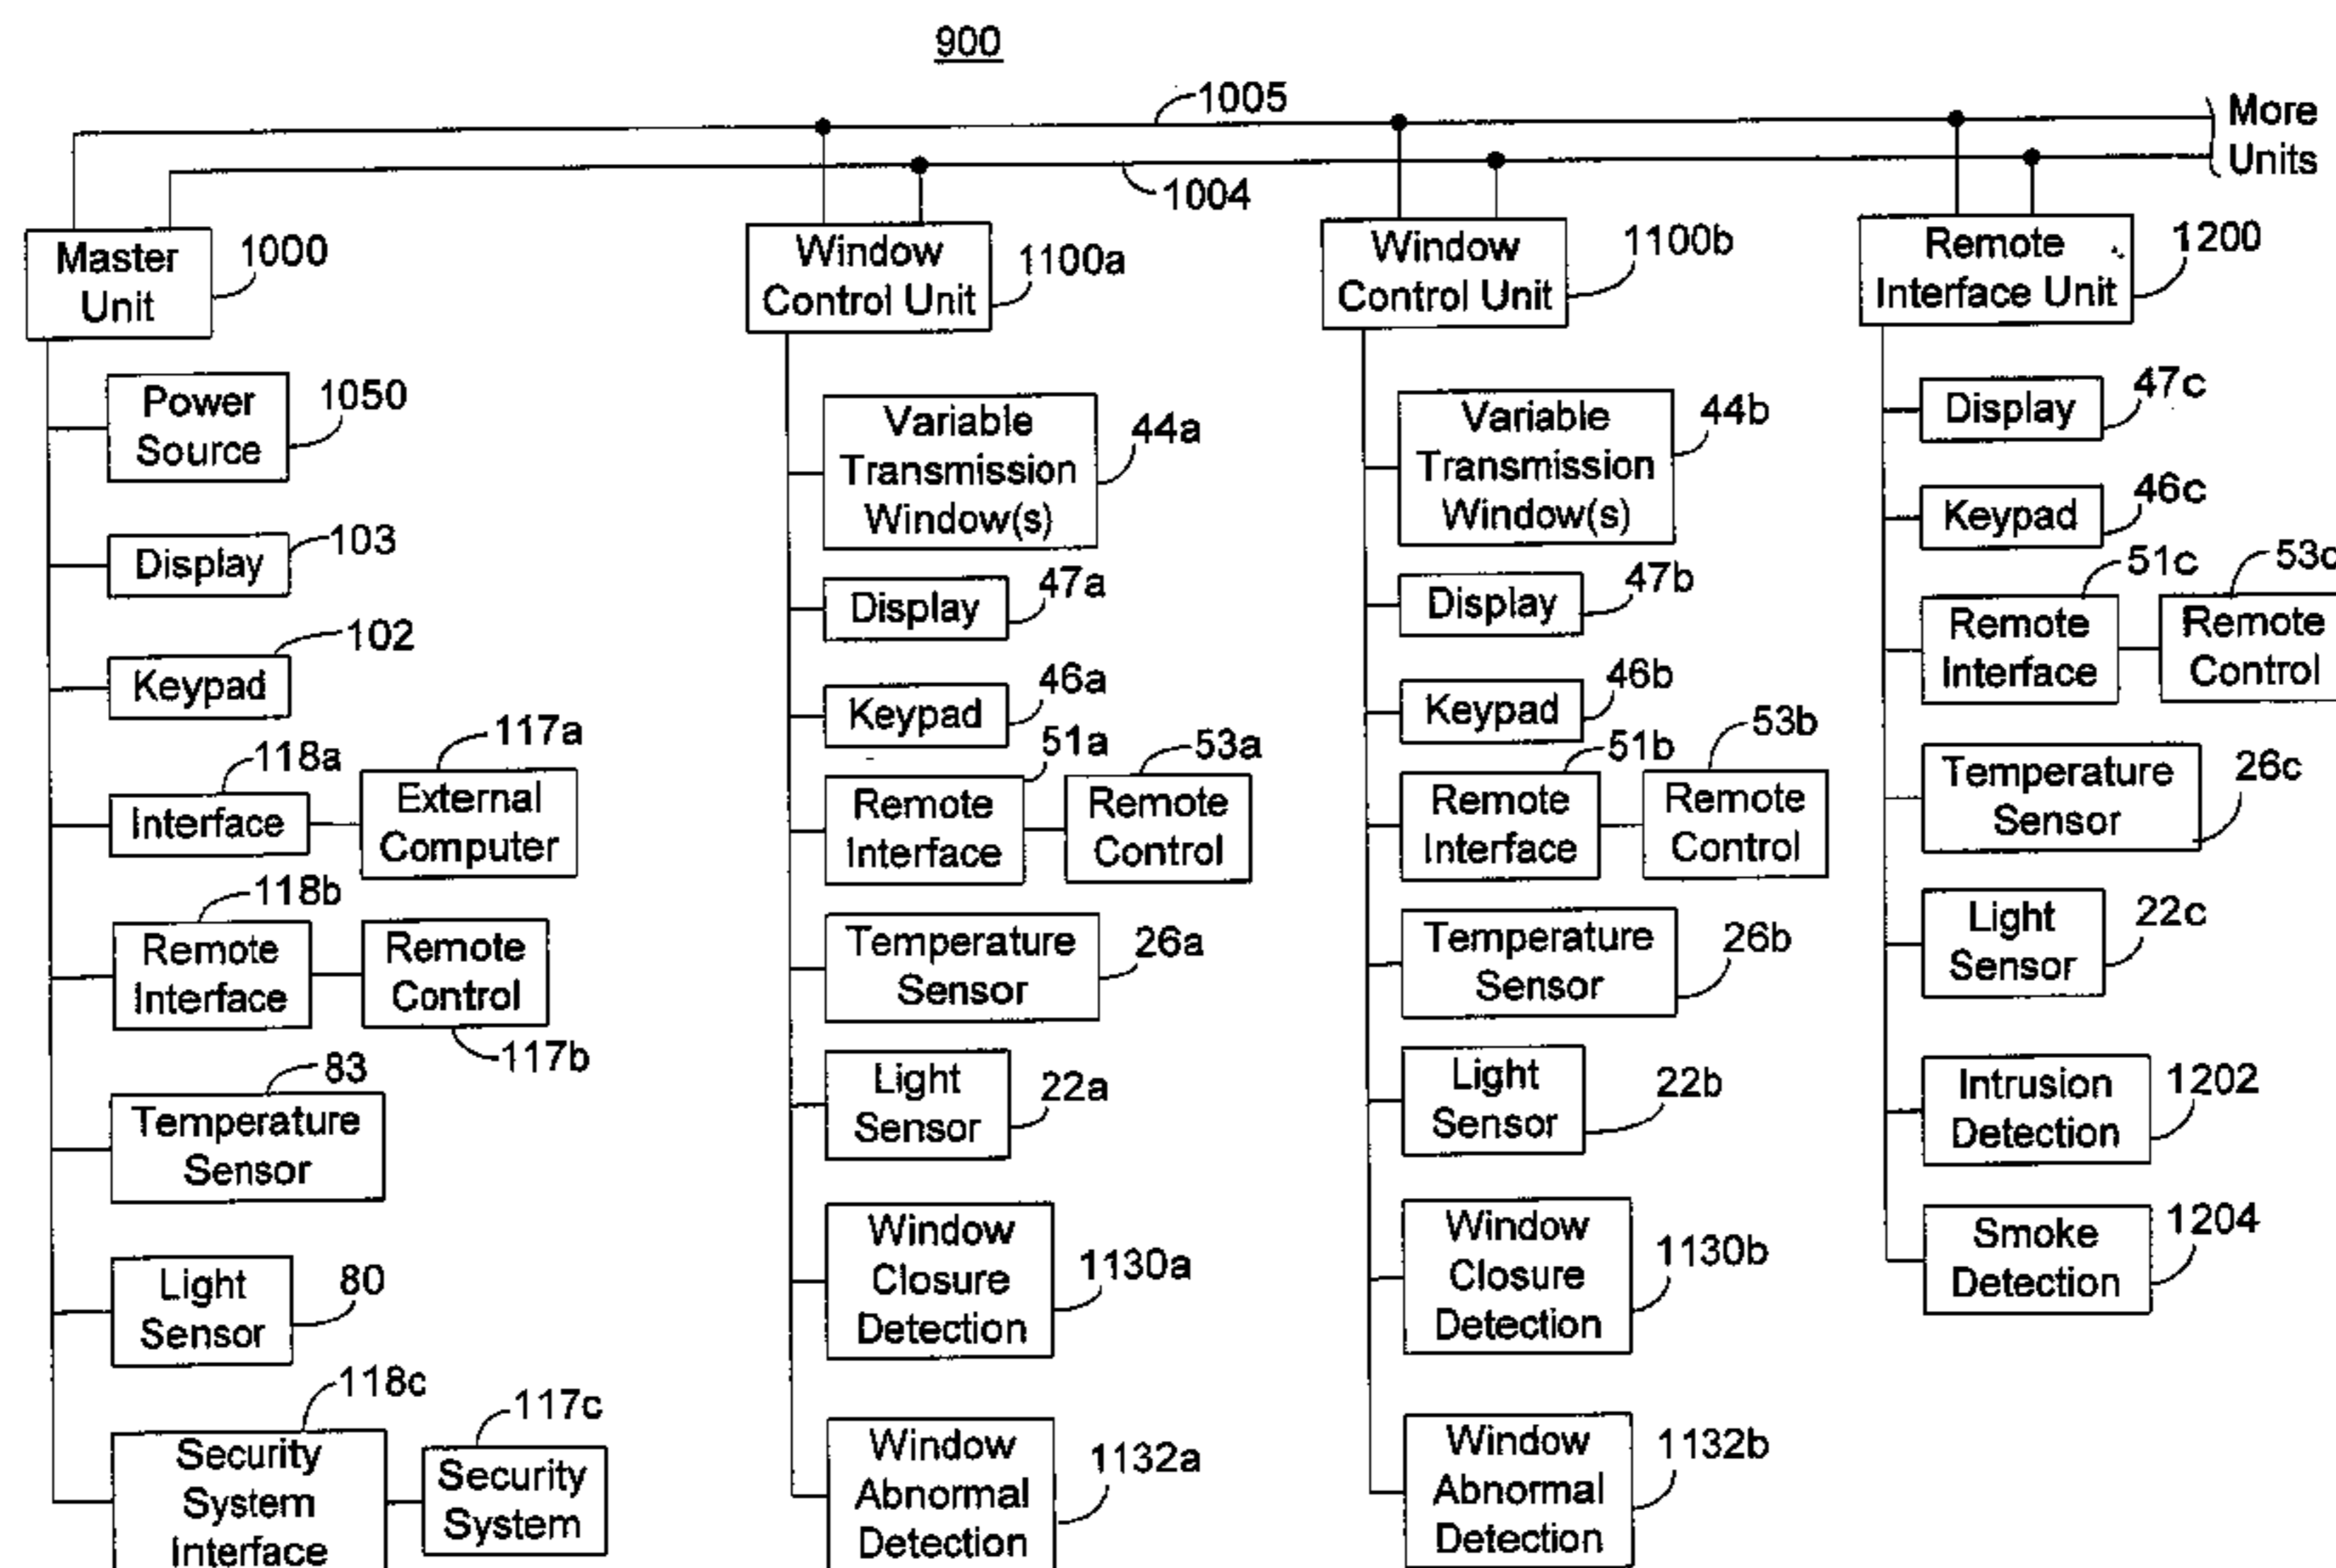 900
1005
More
Units
1004
Master
Unit
1000
Power
Source
1050
Display
103
Keypad
102
Interface
118a
External
Computer
117a
Remote
Interface
118b
Remote
Control
117b
Temperature
Sensor
83
Light
Sensor
80
Security
System
Interface
118c
Security
System
117c
Window
Control Unit
1100a
Variable
Transmission
Window(s)
44a
Display
47a
Keypad
46a
Remote
Interface
51a
Remote
Control
53a
Temperature
Sensor
26a
Light
Sensor
22a
Window
Closure
Detection
1130a
Window
Abnormal
Detection
1132a
Window
Control Unit
1100b
Variable
Transmission
Window(s)
44b
Display
47b
Keypad
46b
Remote
Interface
51b
Remote
Control
53b
Temperature
Sensor
26b
Light
Sensor
22b
Window
Closure
Detection
1130b
Window
Abnormal
Detection
1132b
Remote
Interface Unit
1200
Display
47c
Keypad
46c
Remote
Interface
51c
Remote
Control
53c
Temperature
Sensor
26c
Light
Sensor
22c
Intrusion
Detection
1202
Smoke
Detection
1204